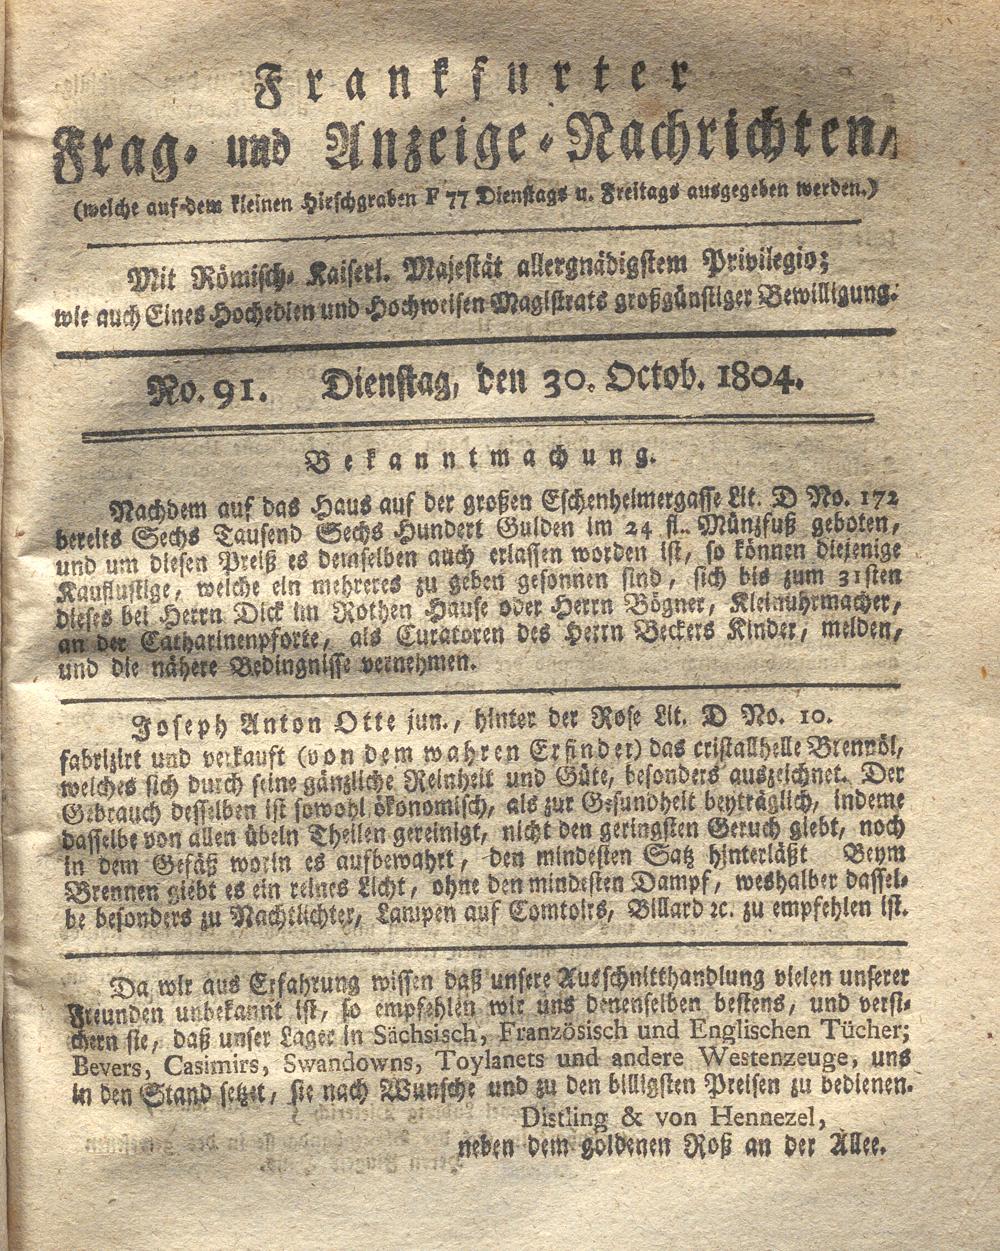 Frankfurter
Frag- und Anzeige-Nachrichten,
(welche auf dem kleinen Hirschgraben F 77 Dienstags u. Freitags ausgegeben werden.)
Mit Römisch- Kaiserl. Majestät allergnädigstem Privilegio;
wie auch Eines Hochedlen und Hochweisen Magistrats großgünstiger Bewilligung.
No. 91. Dienstag, den 30. Octob. 1804.
Bekanntmachung.
Nachdem auf das Haus auf der großen Eschenheimergasse Lit. D No. 172
bereits Sechs Tausend Sechs Hundert Gulden im 24 fl. Münzfuß geboten,
und um diesen Preiß es demselben auch erlassen worden ist, so können diejenige
Kauflustige, welche ein mehreres zu geben gesonnen sind, sich bis zum 31sten
dieses bei Herrn Dick im Rothen Hause oder Herrn Bögner, Kleinuhrmacher,
an der Catharinenpforte, als Curatoren des Herrn Beckers Kinder, melden,
und die nähere Bedingnisse vernehmen.
Joseph Anton Otte jun., hinter der Rose Lit. D No. 10.
fabrizirt und verkauft (von dem wahren Erfinder) das cristallhelle Brennöl,
welches sich durch seine gänzliche Reinheit und Güte, besonders auszeichnet. Der
Gebrauch desselben ist sowohl ökonomisch, als zur Gesundheit beyträglich, indeme
dasselbe von allen übeln Theilen gereinigt, nicht den geringsten Geruch giebt, noch
in dem Gefäß worin es aufbewahrt, den mindesten Satz hinterläßt Beym
Brennen giebt es ein reines Licht, ohne den mindesten Dampf, weshalber dassel-
be besonders zu Nachtlichter, Lampen auf Comtoirs, Billard ꝛc. zu empfehlen ist.
Da wir aus Erfahrung wissen daß unsere Ausschnitthandlung vielen unserer
Freunden unbekannt ist, so empfehlen wir uns denenselben bestens, und versi-
chern sie, daß unser Lager in Sächsisch, Französisch und Englischen Tücher;
Bevers, Casimirs, Swandowns, Toylanets und andere Westenzeuge, uns
in den Stand setzet, sie nach Wunsche und zu den billigsten Preisen zu bedienen.
Distling & von Hennezel,
neben dem goldenen Roß an der Allee.